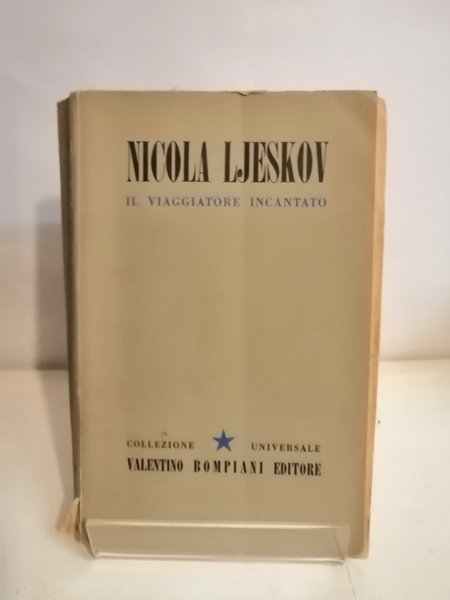 NICOLA LJESKOV
IL VIAGGIATORE INCANTATO
COLLEZIONE UNIVERSALE
VALENTINO BOMPIANI EDITORE